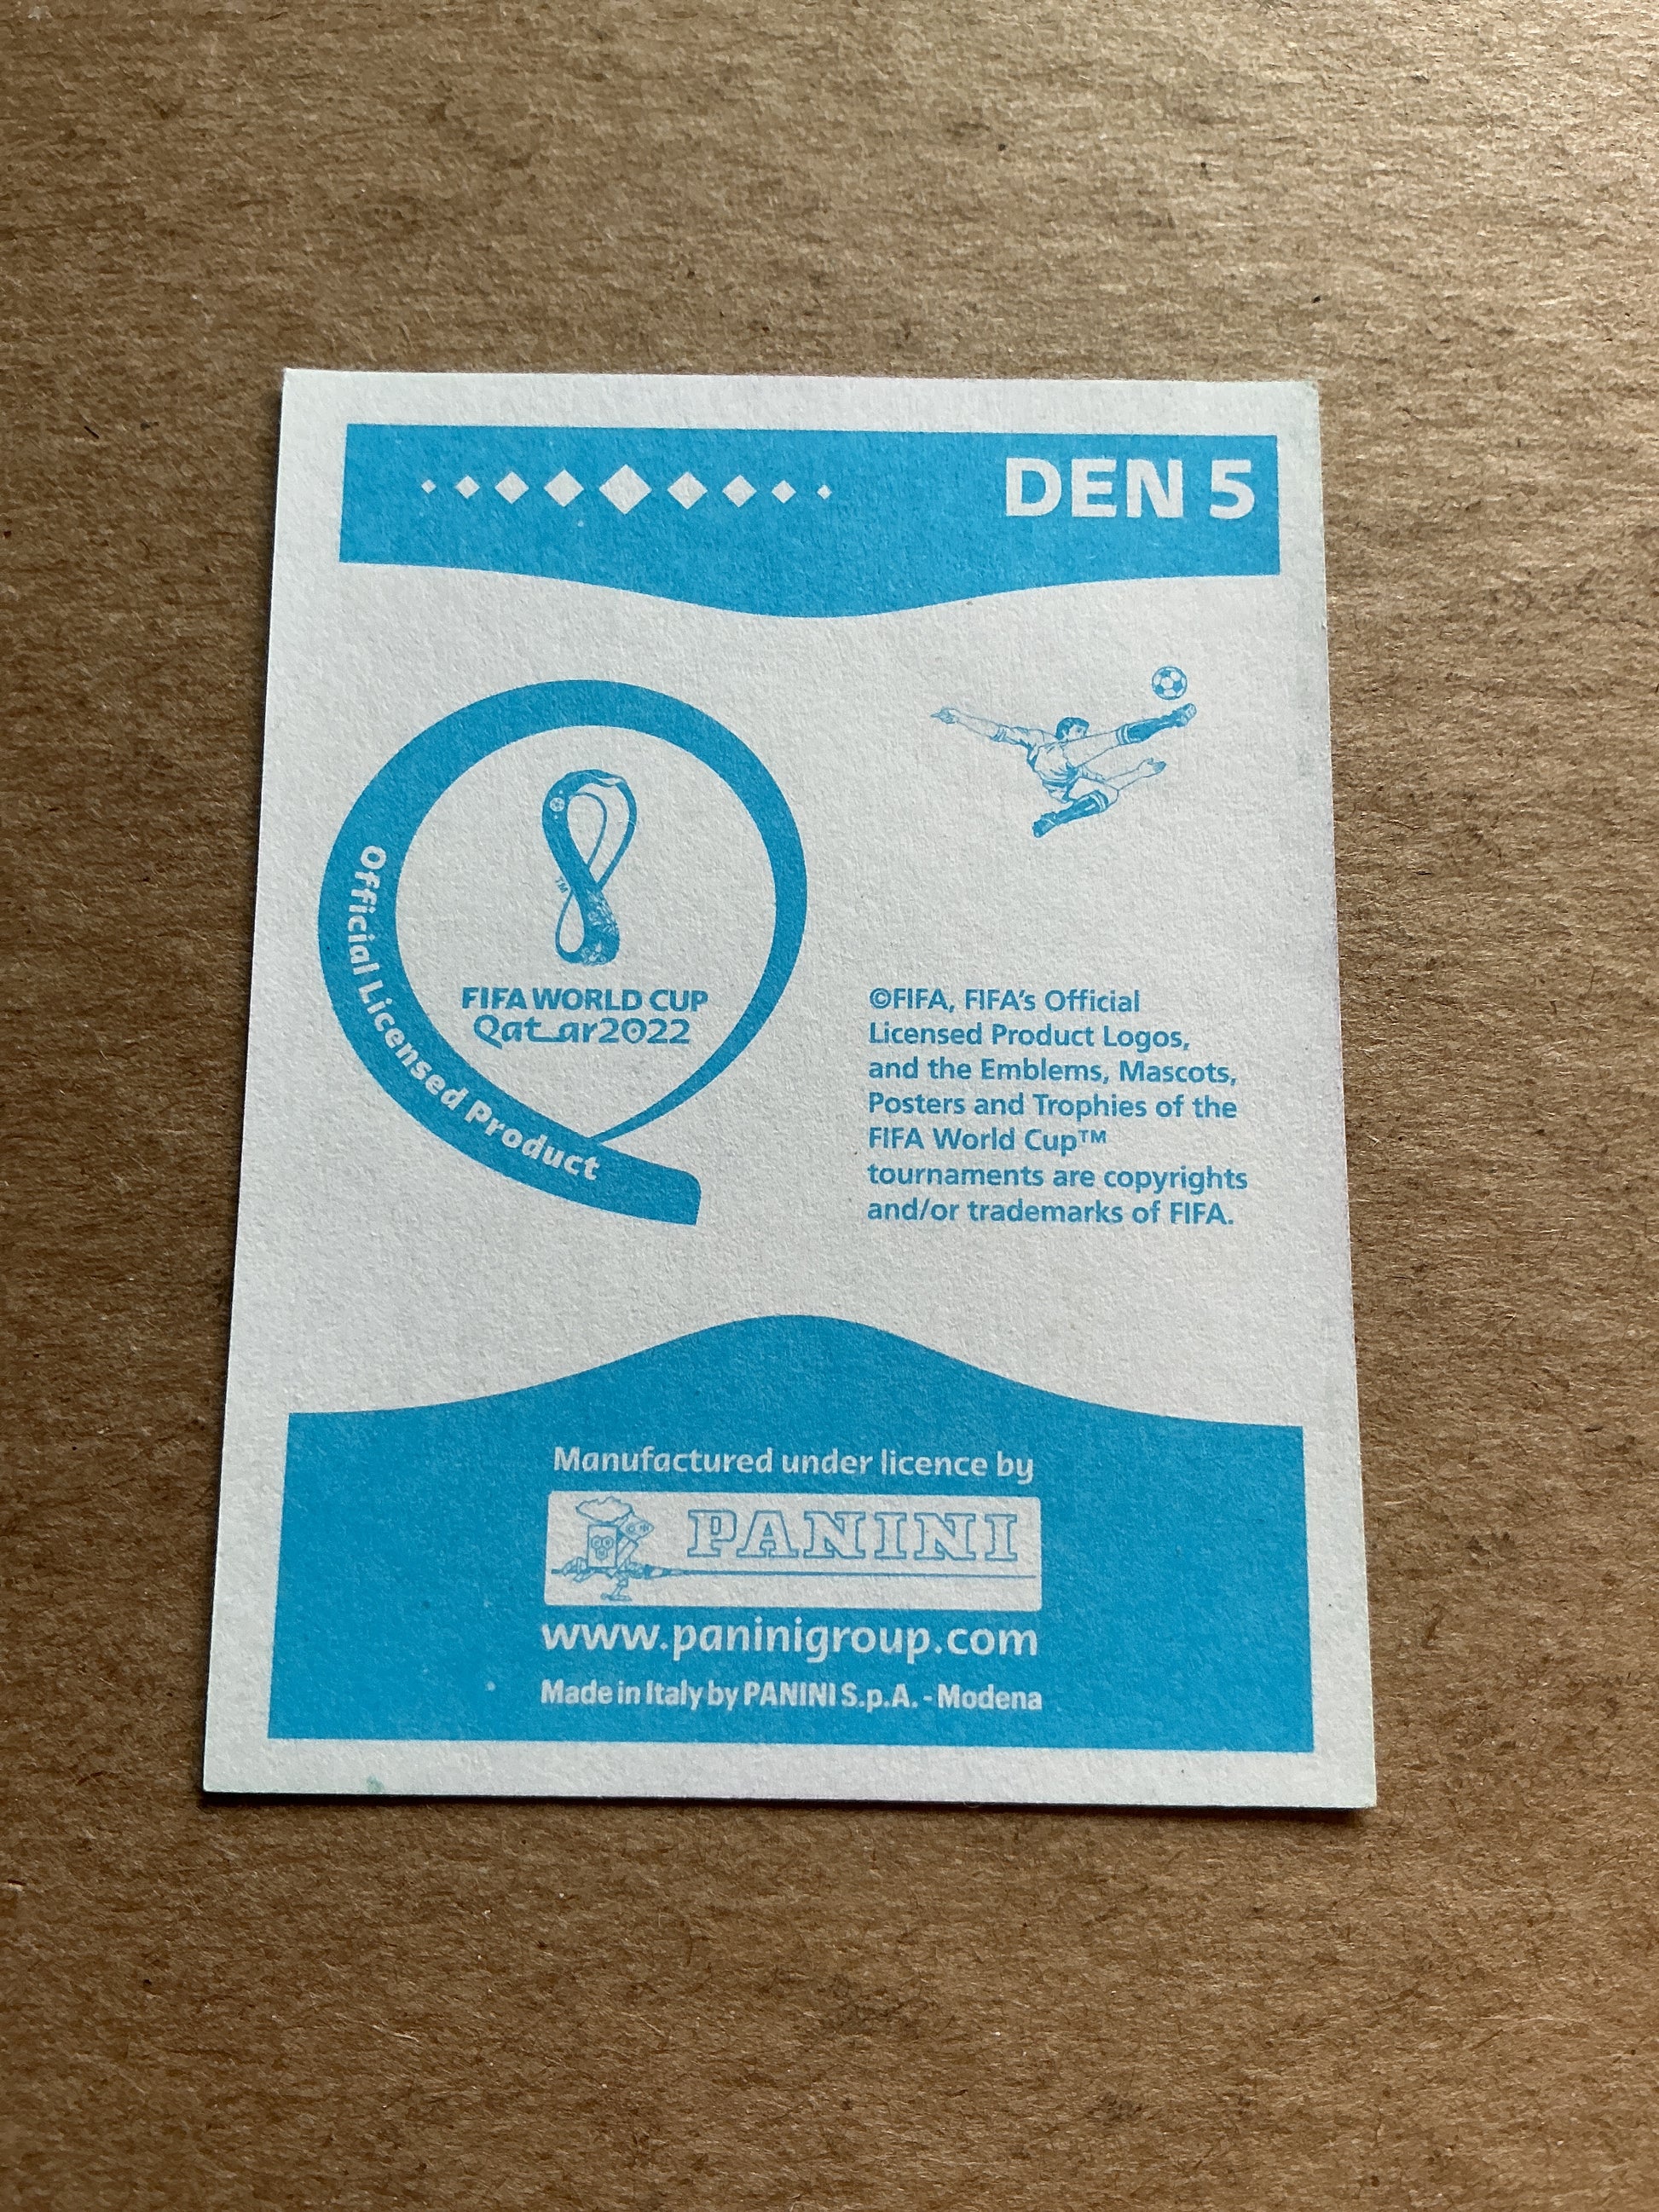 DEN 5
Official Licensed Product
TM
FIFA WORLD CUP
Qatar2022
©FIFA, FIFA's Official
Licensed Product Logos,
and the Emblems, Mascots,
Posters and Trophies of the
FIFA World Cup™
tournaments are copyrights
and/or trademarks of FIFA.
Manufactured under licence by
PANINI
www.paninigroup.com
Made in Italy by PANINI S.p.A. - Modena